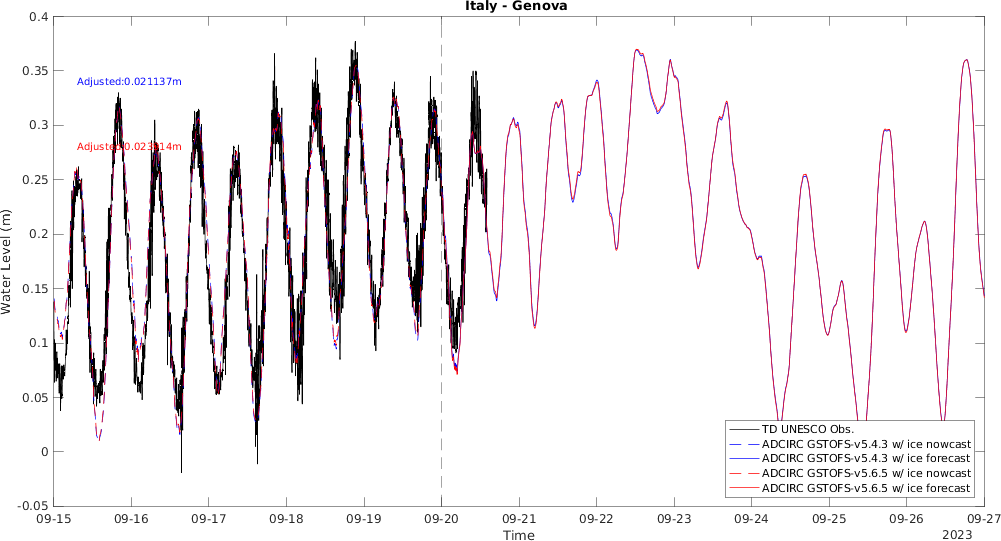 Italy - Genova
0.4
0.35
0.3
0.25
0.2
0.15
0.1
0.05
0
-0.05
Water Level (m)
Adjusted:0.021137m
TD UNESCO Obs.
ADCIRC GSTOFS-v5.4.3 w/ ice nowcast
ADCIRC GSTOFS-v5.4.3 w/ ice forecast
ADCIRC GSTOFS-v5.6.5 w/ ice nowcast
ADCIRC GSTOFS-v5.6.5 w/ ice forecast
09-15 09-16 09-17 09-18 09-19 09-20 09-21 09-22 09-23 09-24 09-25 09-26 09-27
Time
2023